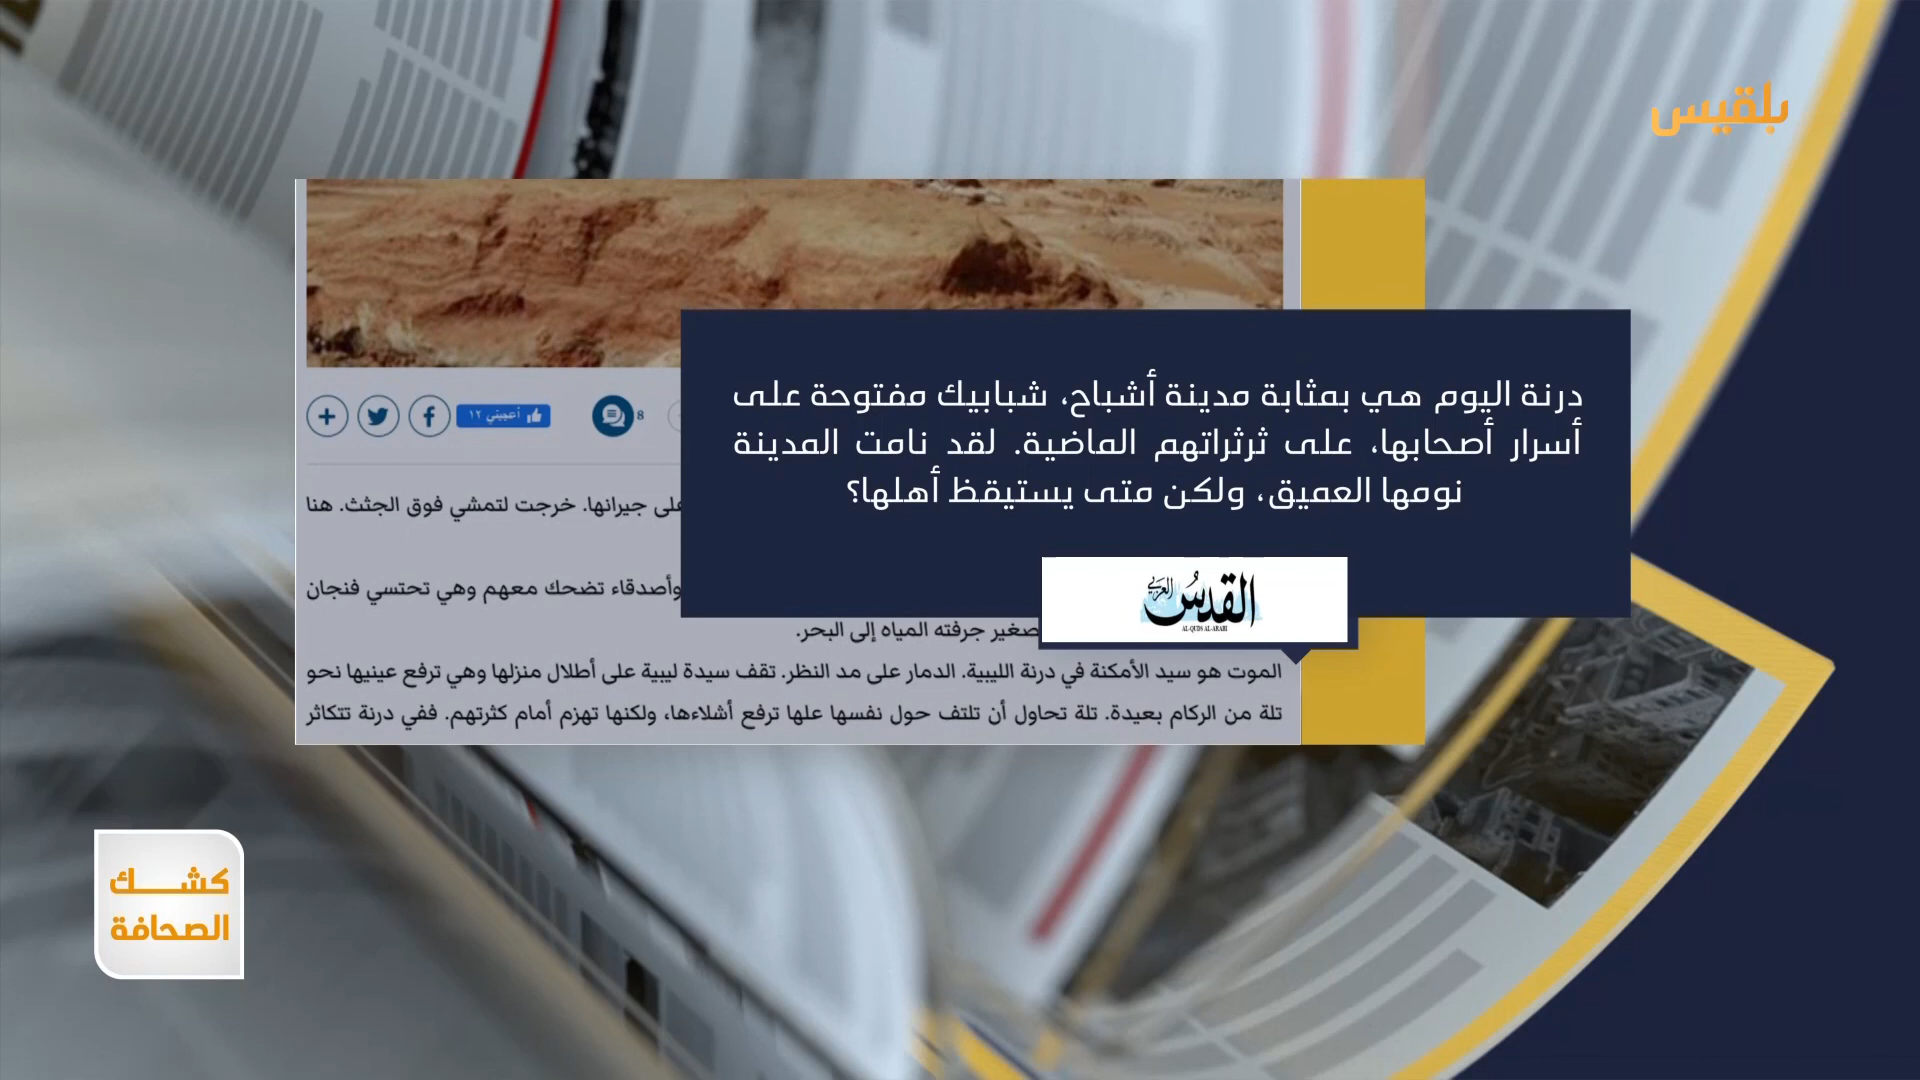 بلقيس
درنة اليوم هي بمثابة مدينة أشباح، شبابيك مفتوحة على
أسرار أصحابها، على ثرثراتهم الماضية. لقد نامت المدينة
نومها العميق، ولكن متى يستيقظ أهلها؟
القدس العربي
AL-QUDS AL-ARABI
أعجبني ١٢
8
على جيرانها. خرجت لتمشي فوق الجثث. هنا
وأصدقاء تضحك معهم وهي تحتسي فنجان
صغير جرفته المياه إلى البحر.
الموت هو سيد الأمكنة في درنة الليبية. الدمار على مد النظر. تقف سيدة ليبية على أطلال منزلها وهي ترفع عينيها نحو
تلة من الركام بعيدة. تلة تحاول أن تلتف حول نفسها علها ترفع أشلاءها، ولكنها تهزم أمام كثرتهم. ففي درنة تتكاثر
كشك
الصحافة